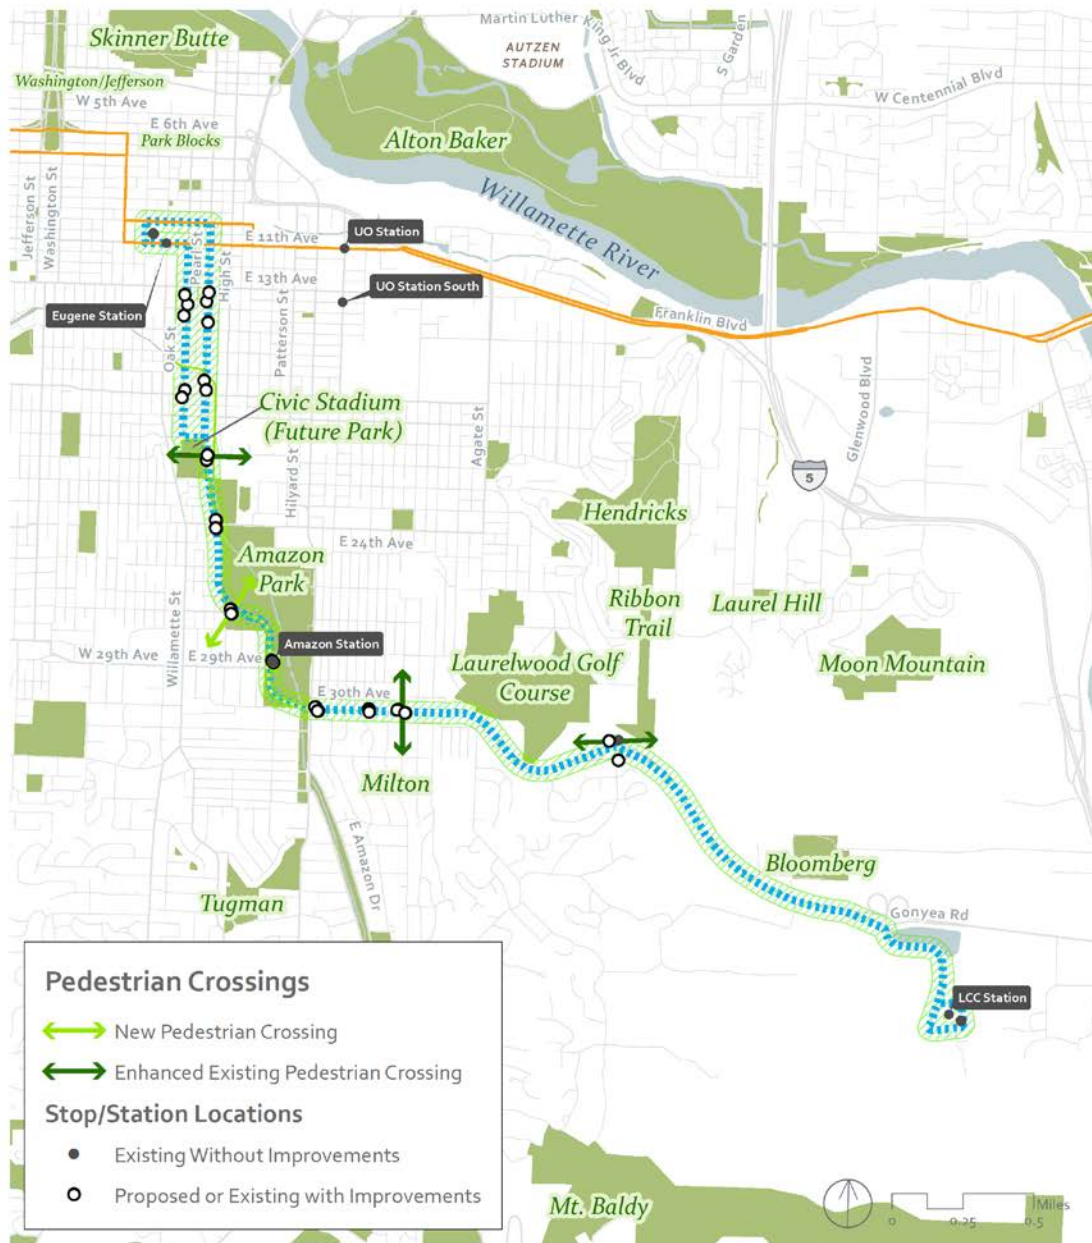 Skinner Butte
Martin Luther King Jr Blvd
AUTZEN
STADIUM
S Garden
Washington/Jefferson
W 5th Ave
W Centennial Blvd
E 6th Ave
Park Blocks
Alton Baker
Willamette River
Jefferson St
Washington St
Pearl St
High St
E 11th Ave
UO Station
E 13th Ave
UO Station South
Eugene Station
Patterson St
Franklin Blvd
Oak St
Civic Stadium
(Future Park)
Agate St
Glenwood Blvd
5
Hilyard St
Hendricks
E 24th Ave
Amazon
Park
Ribbon
Trail
Laurel Hill
Willamette St
W 29th Ave
E 29th Ave
Amazon Station
Laurelwood Golf
Course
Moon Mountain
E 30th Ave
Milton
E Amazon Dr
Bloomberg
Tugman
Gonyea Rd
LCC Station
Pedestrian Crossings
New Pedestrian Crossing
Enhanced Existing Pedestrian Crossing
Stop/Station Locations
Existing Without Improvements
Proposed or Existing with Improvements
Mt. Baldy
Miles
0 0.25 0.5